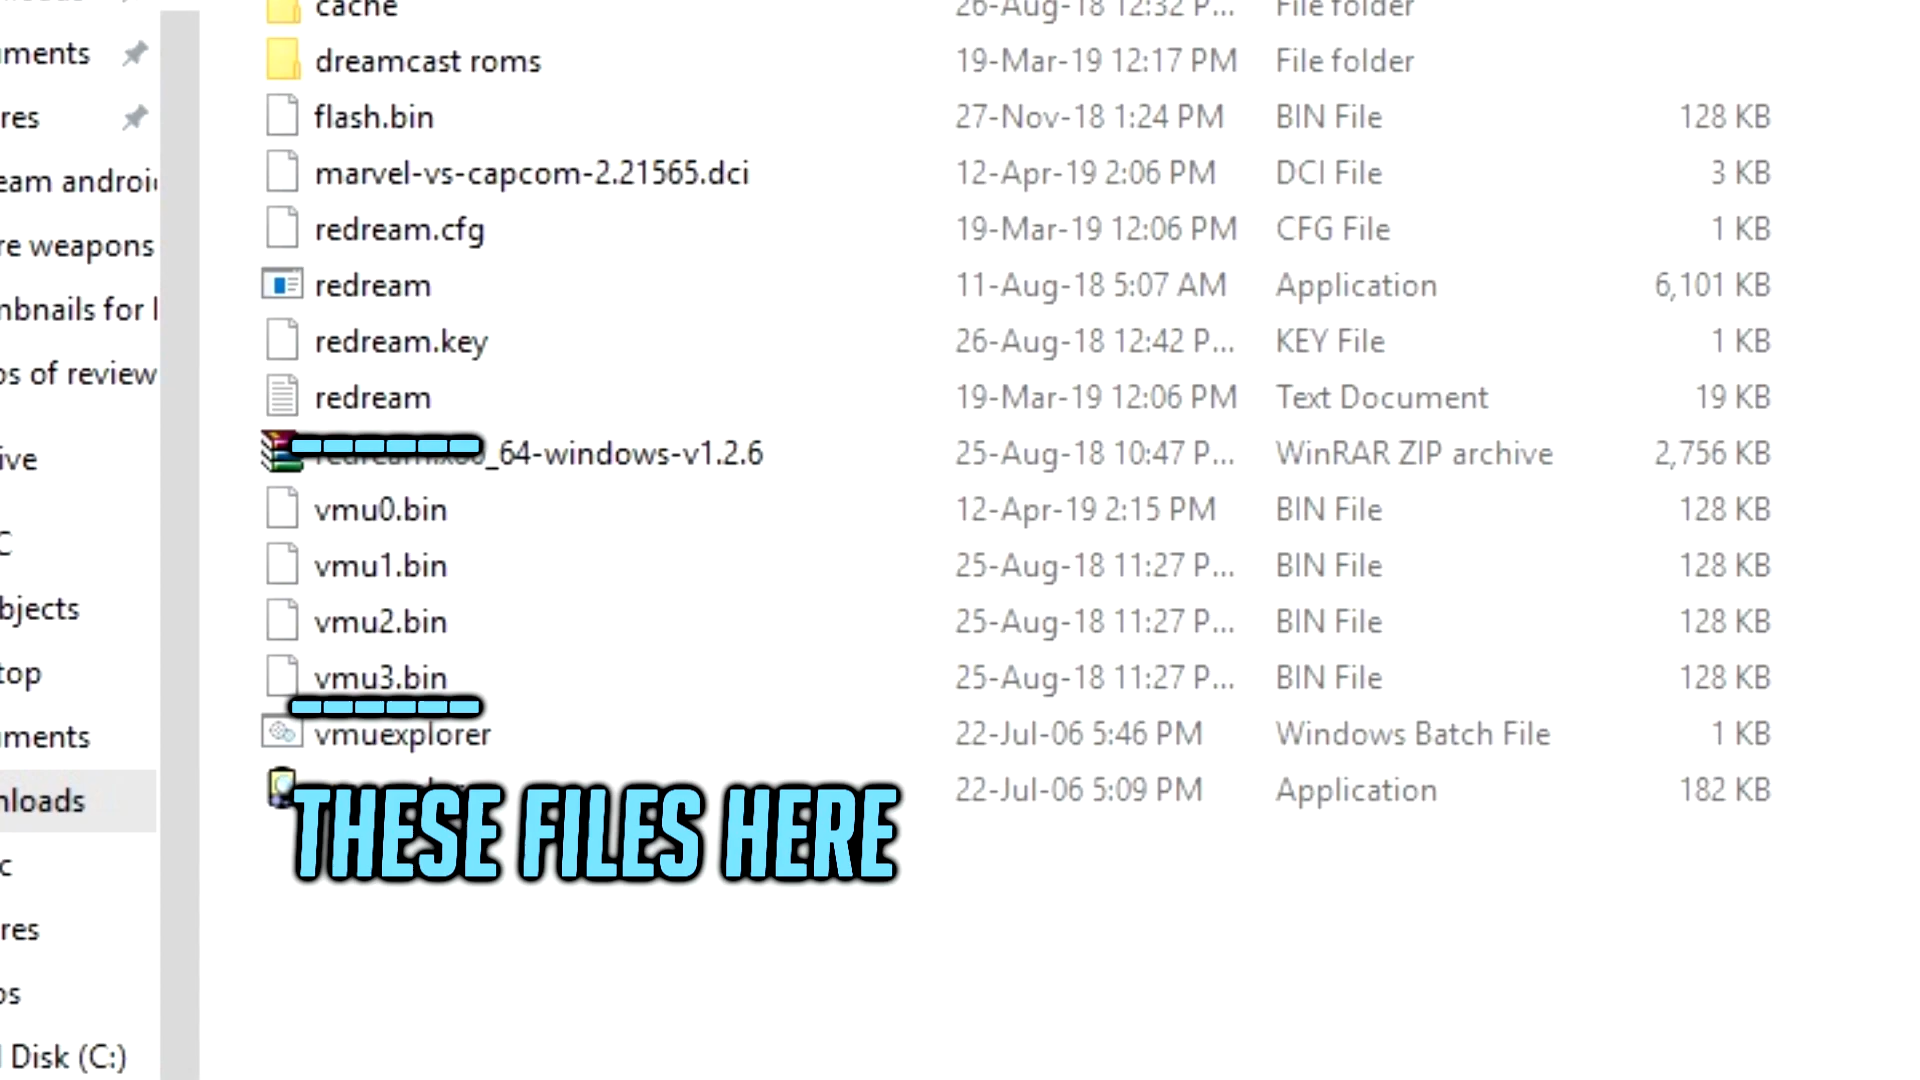 cache 26-Aug-18 12:32 P... File folder
dreamcast roms 19-Mar-19 12:17 PM File folder
flash.bin 27-Nov-18 1:24 PM BIN File 128 KB
marvel-vs-capcom-2.21565.dci 12-Apr-19 2:06 PM DCI File 3 KB
redream.cfg 19-Mar-19 12:06 PM CFG File 1 KB
redream 11-Aug-18 5:07 AM Application 6,101 KB
redream.key 26-Aug-18 12:42 P... KEY File 1 KB
redream 19-Mar-19 12:06 PM Text Document 19 KB
_64-windows-v1.2.6 25-Aug-18 10:47 P... WinRAR ZIP archive 2,756 KB
vmu0.bin 12-Apr-19 2:15 PM BIN File 128 KB
vmu1.bin 25-Aug-18 11:27 P... BIN File 128 KB
vmu2.bin 25-Aug-18 11:27 P... BIN File 128 KB
vmu3.bin 25-Aug-18 11:27 P... BIN File 128 KB
vmuexplorer 22-Jul-06 5:46 PM Windows Batch File 1 KB
22-Jul-06 5:09 PM Application 182 KB
THESE FILES HERE
uments
res
eam androi
re weapons
mbnails for l
os of review
ive
C
bjects
top
uments
nloads
c
res
os
Disk (C:)